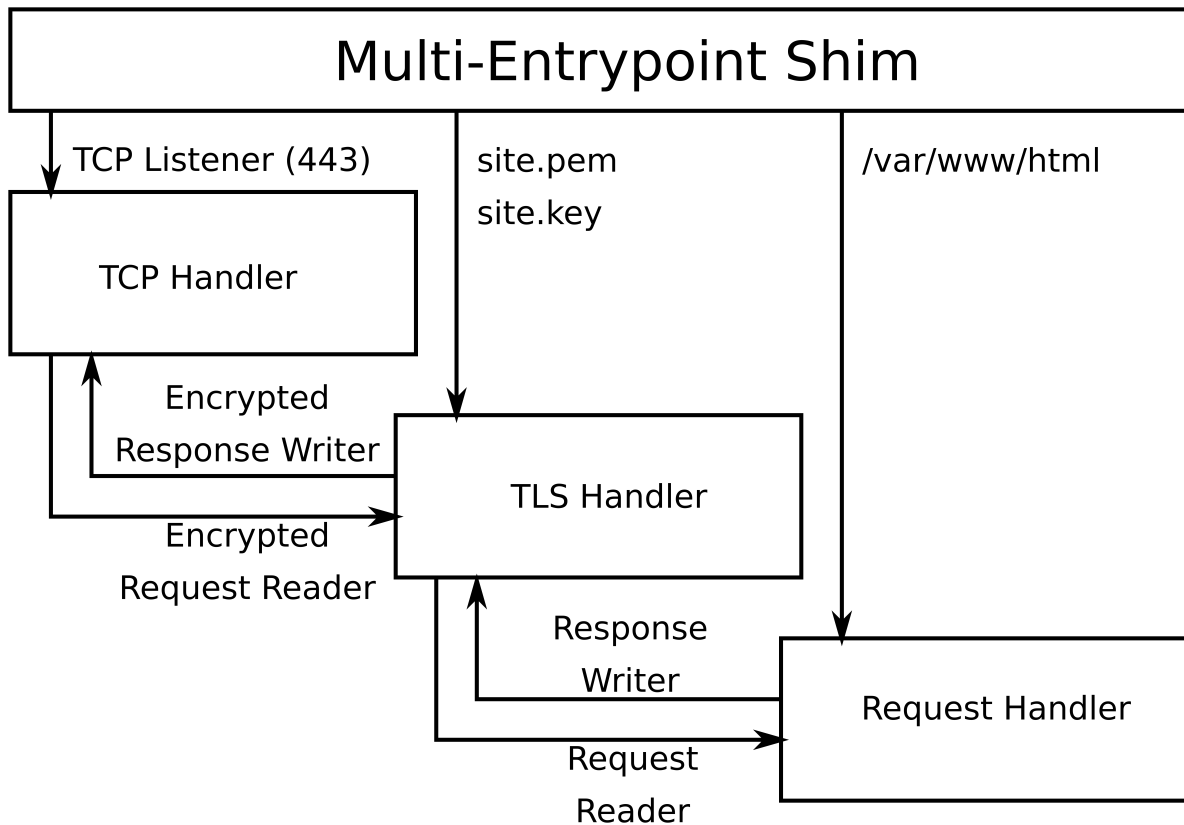 Multi-Entrypoint Shim
TCP Listener (443)
site.pem
site.key
/var/www/html
TCP Handler
Encrypted
Response Writer
Encrypted
Request Reader
TLS Handler
Response
Writer
Request
Reader
Request Handler